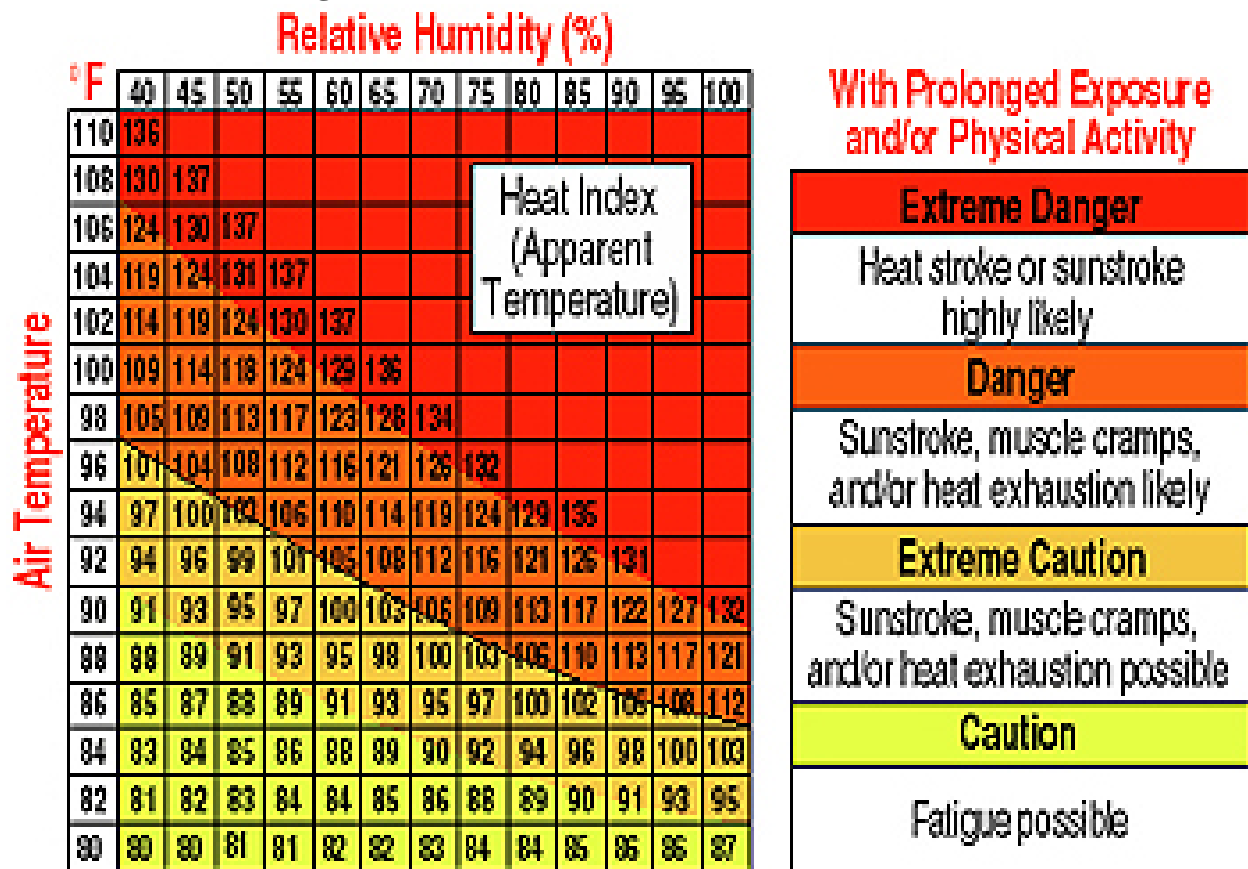 Relative Humidity (%)
°F 40 45 50 55 60 65 70 75 80 85 90 95 100
110 136
108 130 137
106 124 130 137
104 119 124 131 137
102 114 119 124 130 137
100 109 114 118 124 129 136
98 105 109 113 117 123 128 134
96 101 104 108 112 116 121 126 132
94 97 100 102 106 110 114 119 124 129 135
92 94 96 99 101 105 108 112 116 121 126 131
90 91 93 95 97 100 103 106 109 113 117 122 127 132
88 88 89 91 93 95 98 100 103 106 110 113 117 121
86 85 87 88 89 91 93 95 97 100 102 105 108 112
84 83 84 85 86 88 89 90 92 94 96 98 100 103
82 81 82 83 84 84 85 86 88 89 90 91 93 95
80 80 80 81 81 82 82 83 84 84 85 86 86 87
Air Temperature
Heat Index
(Apparent
Temperature)
With Prolonged Exposure
and/or Physical Activity
Extreme Danger
Heat stroke or sunstroke
highly likely
Danger
Sunstroke, muscle cramps,
and/or heat exhaustion likely
Extreme Caution
Sunstroke, muscle cramps,
and/or heat exhaustion possible
Caution
Fatigue possible